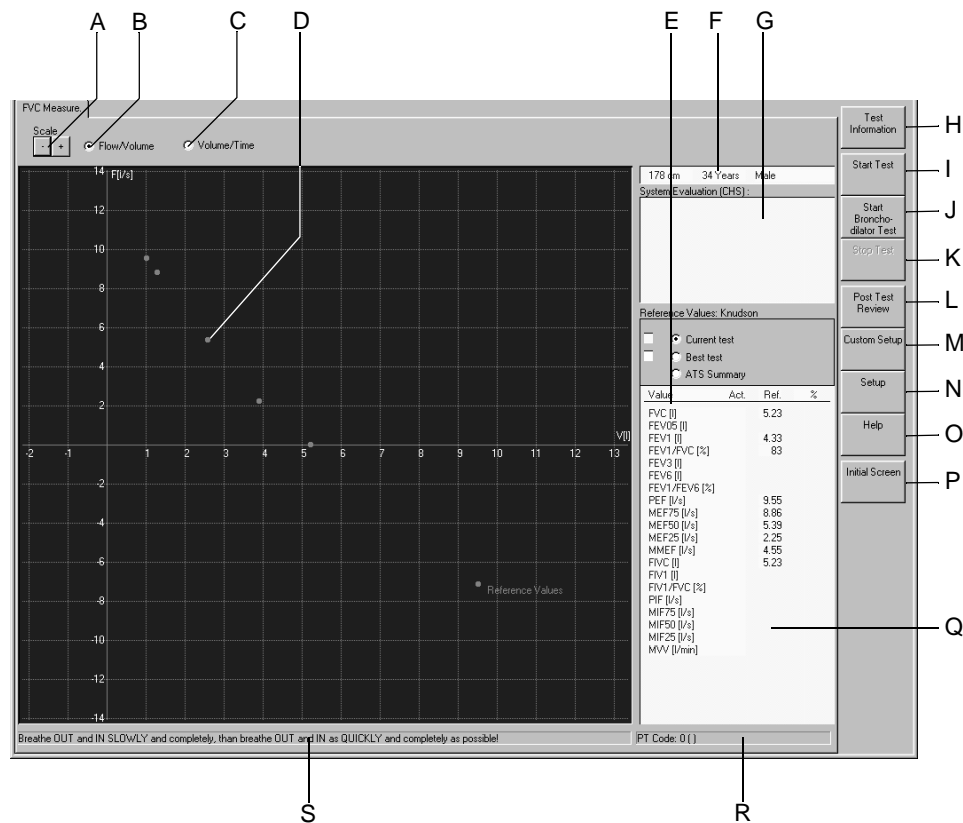 A B C D E F G
FVC Measure.
Scale
- + Flow/Volume Volume/Time
Test
Information
H
Start Test
I
Start
Broncho-
dilator Test
J
Stop Test
K
Post Test
Review
L
Custom Setup
M
Setup
N
Help
O
Initial Screen
P
F[l/s]
14
12
10
8
6
4
2
V[l]
-2 -1 1 2 3 4 5 6 7 8 9 10 11 12 13
-2
-4
-6
-8
-10
-12
-14
Reference Values
178 cm 34 Years Male
System Evaluation (CHS) :
Reference Values: Knudson
Current test
Best test
ATS Summary
Value Act. Ref. %
FVC [l] 5.23
FEV05 [l]
FEV1 [l] 4.33
FEV1/FVC [%] 83
FEV3 [l]
FEV6 [l]
FEV1/FEV6 [%]
PEF [l/s] 9.55
MEF75 [l/s] 8.86
MEF50 [l/s] 5.39
MEF25 [l/s] 2.25
MMEF [l/s] 4.55
FIVC [l] 5.23
FIV1 [l]
FIV1/FVC [%]
PIF [l/s]
MIF75 [l/s]
MIF50 [l/s]
MIF25 [l/s]
MVV [l/min]
Q
Breathe OUT and IN SLOWLY and completely, than breathe OUT and IN as QUICKLY and completely as possible!
PT Code: 0 ( )
S R